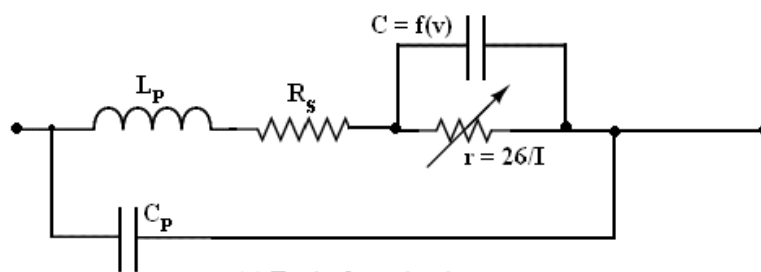 C = f(v)
Lp
Rs
r = 26/I
Cp